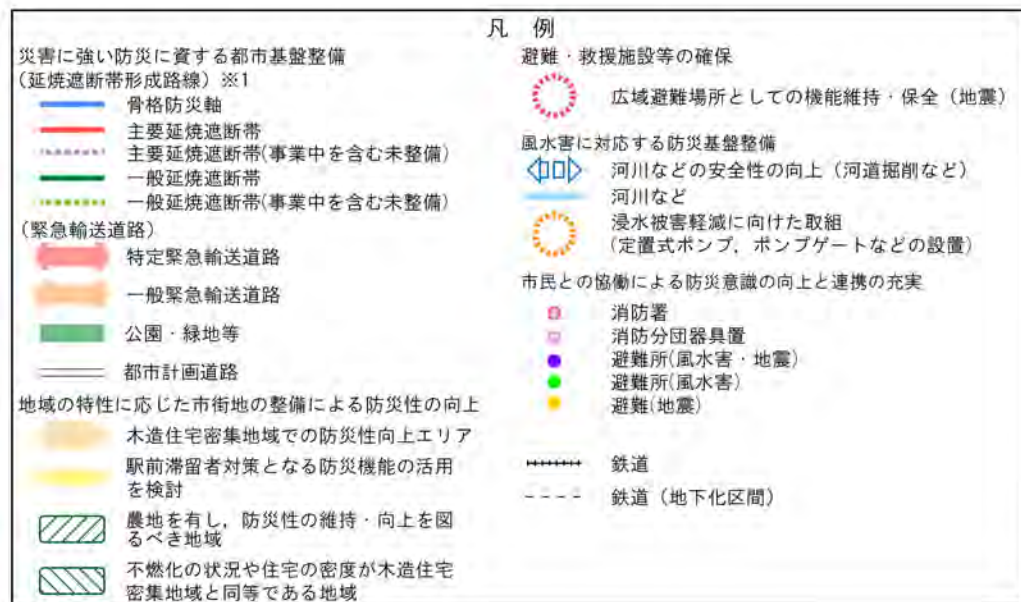 凡 例
災害に強い防災に資する都市基盤整備
(延焼遮断帯形成路線) ※1
骨格防災軸
主要延焼遮断帯
主要延焼遮断帯(事業中を含む未整備)
一般延焼遮断帯
一般延焼遮断帯(事業中を含む未整備)
(緊急輸送道路)
特定緊急輸送道路
一般緊急輸送道路
公園・緑地等
都市計画道路
地域の特性に応じた市街地の整備による防災性の向上
木造住宅密集地域での防災性向上エリア
駅前滞留者対策となる防災機能の活用
を検討
農地を有し，防災性の維持・向上を図
るべき地域
不燃化の状況や住宅の密度が木造住宅
密集地域と同等である地域
避難・救援施設等の確保
広域避難場所としての機能維持・保全（地震）
風水害に対応する防災基盤整備
河川などの安全性の向上（河道掘削など）
河川など
浸水被害軽減に向けた取組
(定置式ポンプ，ポンプゲートなどの設置)
市民との協働による防災意識の向上と連携の充実
消防署
消防分団器具置
避難所(風水害・地震)
避難所(風水害)
避難(地震)
鉄道
鉄道（地下化区間）